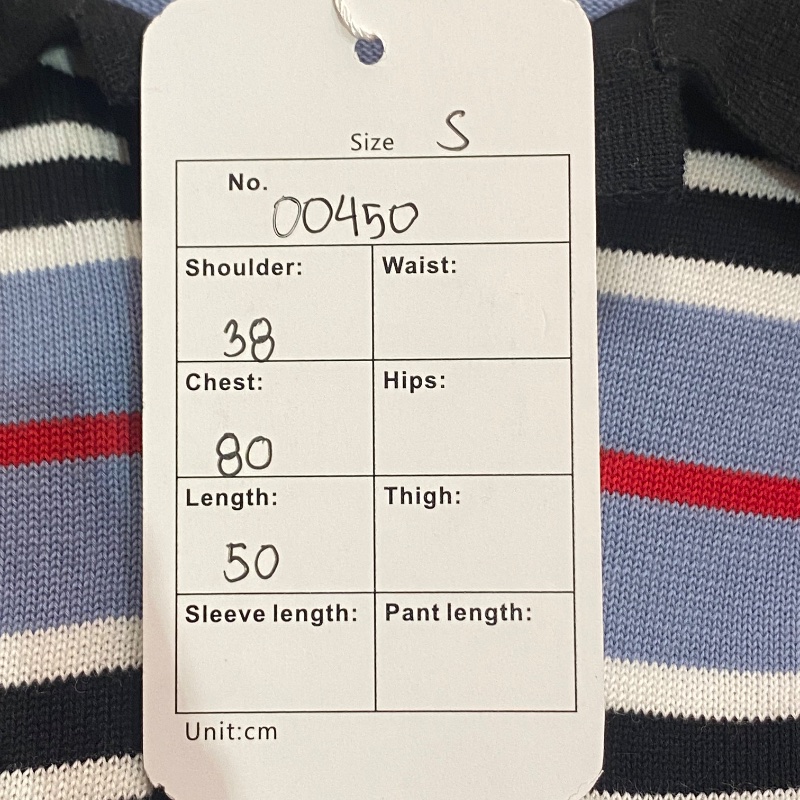 Size S
No.
00450
Shoulder: Waist:
38
Chest: Hips:
80
Length: Thigh:
50
Sleeve length: Pant length:
Unit:cm